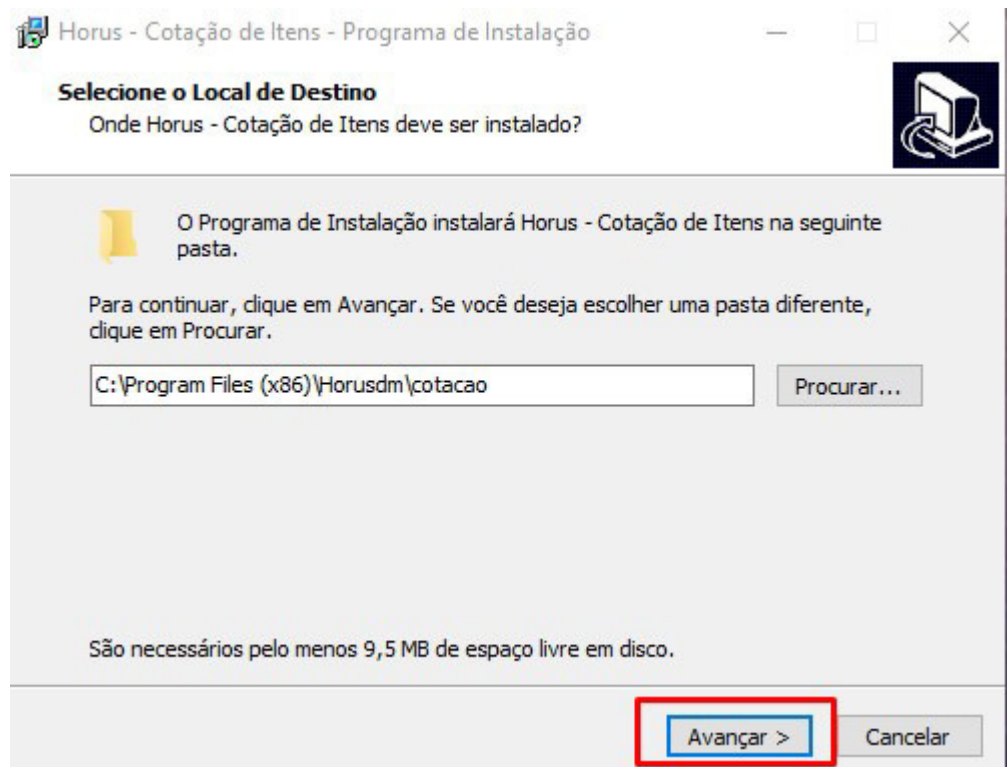 Horus - Cotação de Itens - Programa de Instalação
Selecione o Local de Destino
Onde Horus - Cotação de Itens deve ser instalado?
O Programa de Instalação instalará Horus - Cotação de Itens na seguinte
pasta.
Para continuar, clique em Avançar. Se você deseja escolher uma pasta diferente,
clique em Procurar.
C:\Program Files (x86)\Horusdm\cotacao
Procurar...
São necessários pelo menos 9,5 MB de espaço livre em disco.
Avançar >
Cancelar